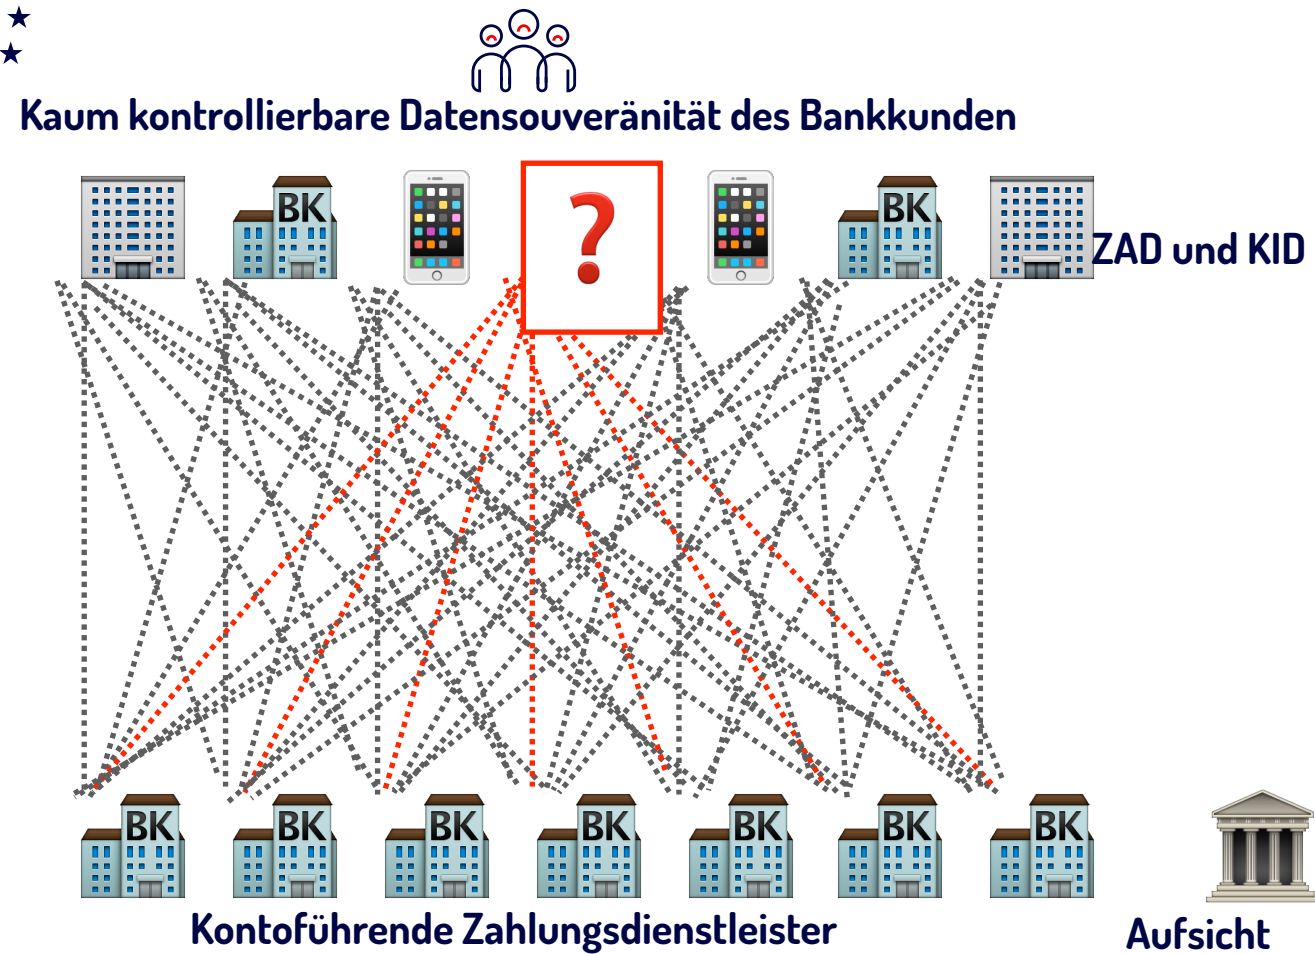 Kaum kontrollierbare Datensouveränität des Bankkunden
BK
?
BK
ZAD und KID
BK
BK
BK
BK
BK
BK
BK
Kontoführende Zahlungsdienstleister
Aufsicht